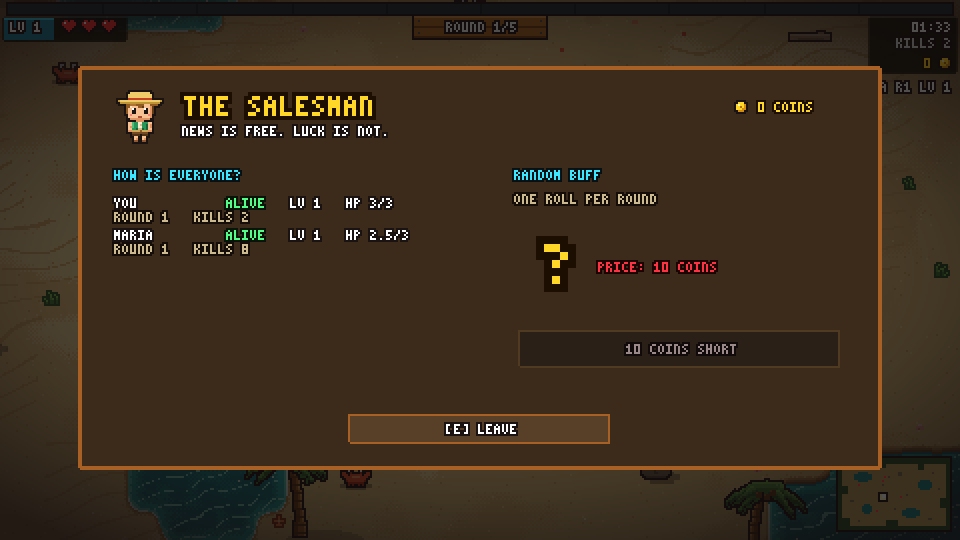 LV 1
ROUND 1/5
01:33
KILLS 2
0
R1 LV 1
THE SALESMAN
NEWS IS FREE. LUCK IS NOT.
0 COINS
HOW IS EVERYONE?
YOU ALIVE LV 1 HP 3/3
ROUND 1 KILLS 2
MARIA ALIVE LV 1 HP 2.5/3
ROUND 1 KILLS 8
RANDOM BUFF
ONE ROLL PER ROUND
?
PRICE: 10 COINS
10 COINS SHORT
[E] LEAVE